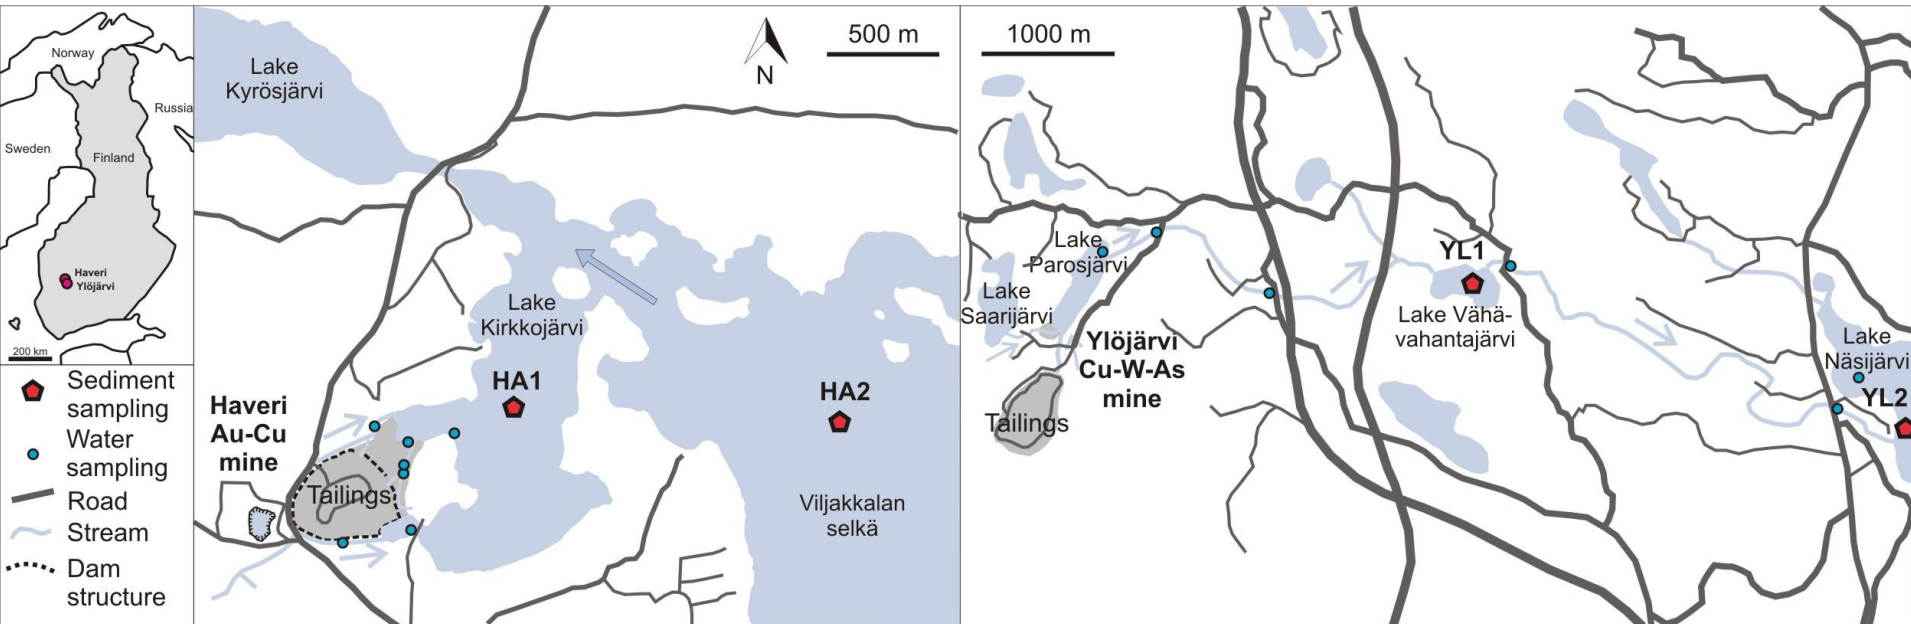 Norway
Russia
Sweden
Finland
Haveri
Ylöjärvi
200 km
Sediment
sampling
Water
sampling
Road
Stream
Dam
structure
Lake
Kyrösjärvi
N
500 m
Lake
Kirkkojärvi
HA1
HA2
Haveri
Au-Cu
mine
Tailings
Viljakkalan
selkä
1000 m
Lake
Parosjärvi
Lake
Saarijärvi
Ylöjärvi
Cu-W-As
mine
Tailings
YL1
Lake Vähä-
vahantajärvi
Lake
Näsijärvi
YL2